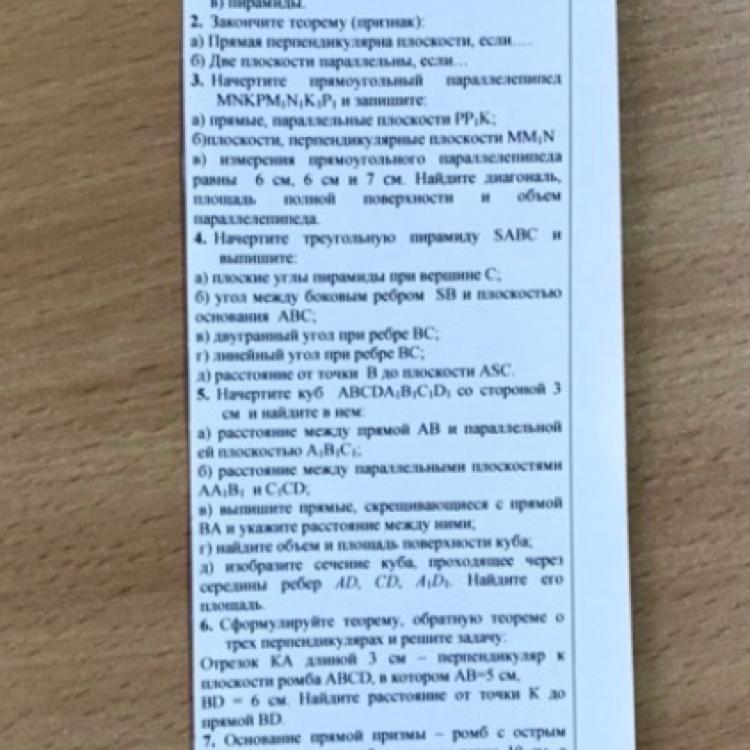 в) пирамиды.
2. Закончите теорему (признак):
а) Прямая перпендикулярна плоскости, если....
б) Две плоскости параллельны, если...
3. Начертите прямоугольный параллелепипед
MNKPM₁N₁K₁P₁ и запишите:
а) прямые, параллельные плоскости PP₁K;
б)плоскости, перпендикулярные плоскости MM₁N
в) измерения прямоугольного параллелепипеда
равны 6 см, 6 см и 7 см. Найдите диагональ,
площадь полной поверхности и объем
параллелепипеда.
4. Начертите треугольную пирамиду SABC и
выпишите:
а) плоские углы пирамиды при вершине С;
б) угол между боковым ребром SB и плоскостью
основания ABC;
в) двугранный угол при ребре BC;
г) линейный угол при ребре BC;
д) расстояние от точки В до плоскости ASC.
5. Начертите куб ABCDA₁B₁C₁D₁ со стороной 3
см и найдите в нем:
а) расстояние между прямой АВ и параллельной
ей плоскостью A₁B₁C₁;
б) расстояние между параллельными плоскостями
AA₁B₁ и C₁CD;
в) выпишите прямые, скрещивающиеся с прямой
ВА и укажите расстояние между ними;
г) найдите объем и площадь поверхности куба;
д) изобразите сечение куба, проходящее через
середины ребер AD, CD, A₁D₁. Найдите его
площадь.
6. Сформулируйте теорему, обратную теореме о
трех перпендикулярах и решите задачу:
Отрезок КА длиной 3 см – перпендикуляр к
плоскости ромба ABCD, в котором АВ=5 см,
BD = 6 см. Найдите расстояние от точки К до
прямой BD.
7. Основание прямой призмы – ромб с острым